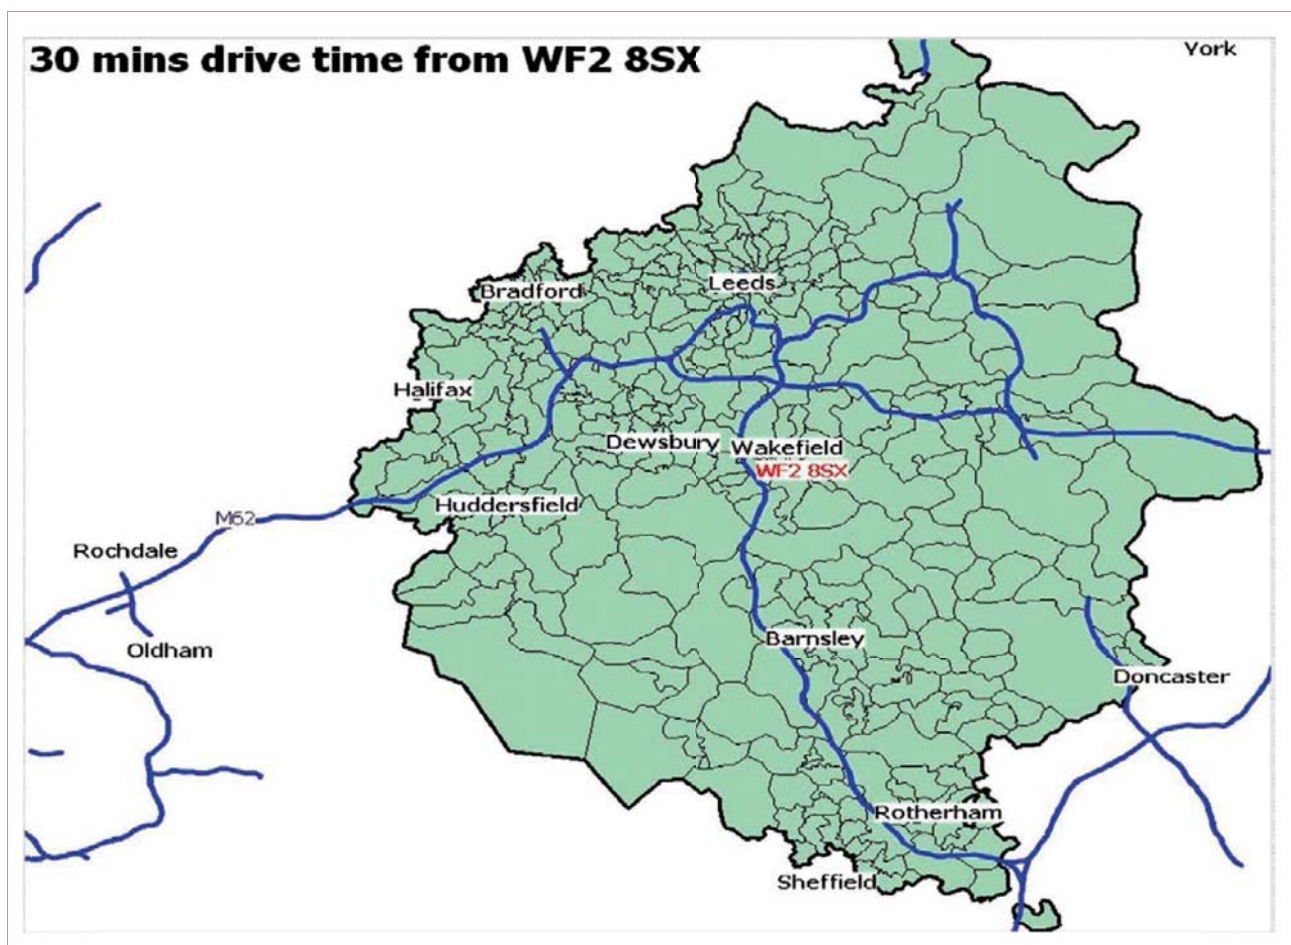 30 mins drive time from WF2 8SX
York
Leeds
Bradford
Halifax
Dewsbury
Wakefield
WF2 8SX
Huddersfield
M62
Rochdale
Barnsley
Oldham
Doncaster
Rotherham
Sheffield